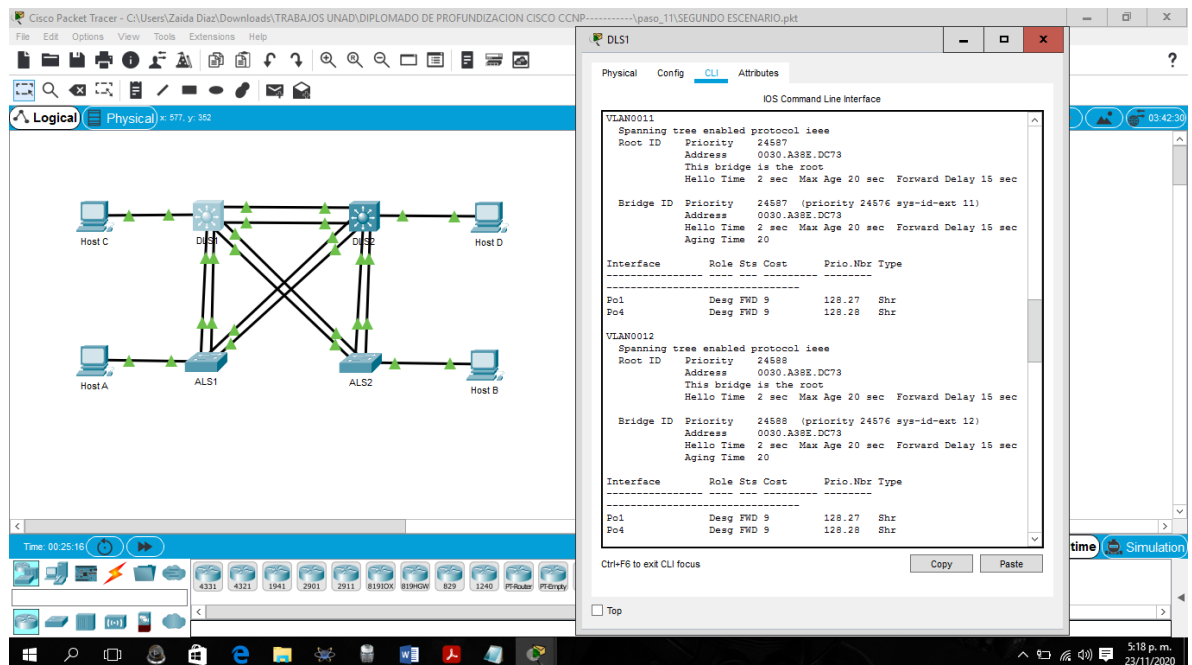 Cisco Packet Tracer - C:\Users\Zaida Diaz\Downloads\TRABAJOS UNAD\DIPLOMADO DE PROFUNDIZACION CISCO CCNP-----------\paso_11\SEGUNDO ESCENARIO.pkt
File Edit Options View Tools Extensions Help
?
Logical
Physical
x: 577, y: 352
03:42:30
Host C
DLS1
DLS2
Host D
Host A
ALS1
ALS2
Host B
DLS1
Physical Config CLI Attributes
IOS Command Line Interface
VLAN0011
Spanning tree enabled protocol ieee
Root ID Priority 24587
Address 0030.A38E.DC73
This bridge is the root
Hello Time 2 sec Max Age 20 sec Forward Delay 15 sec
Bridge ID Priority 24587 (priority 24576 sys-id-ext 11)
Address 0030.A38E.DC73
Hello Time 2 sec Max Age 20 sec Forward Delay 15 sec
Aging Time 20
Interface Role Sts Cost Prio.Nbr Type
---------------- ---- --- --------- -------- --------------------------------
Po1 Desg FWD 9 128.27 Shr
Po4 Desg FWD 9 128.28 Shr
VLAN0012
Spanning tree enabled protocol ieee
Root ID Priority 24588
Address 0030.A38E.DC73
This bridge is the root
Hello Time 2 sec Max Age 20 sec Forward Delay 15 sec
Bridge ID Priority 24588 (priority 24576 sys-id-ext 12)
Address 0030.A38E.DC73
Hello Time 2 sec Max Age 20 sec Forward Delay 15 sec
Aging Time 20
Interface Role Sts Cost Prio.Nbr Type
---------------- ---- --- --------- -------- --------------------------------
Po1 Desg FWD 9 128.27 Shr
Po4 Desg FWD 9 128.28 Shr
Ctrl+F6 to exit CLI focus
Copy
Paste
Top
Time: 00:25:16
time
Simulation
4331 4321 1941 2901 2911 819IOX 819HGW 829 1240 PT-Router PT-Empty
5:18 p. m.
23/11/2020